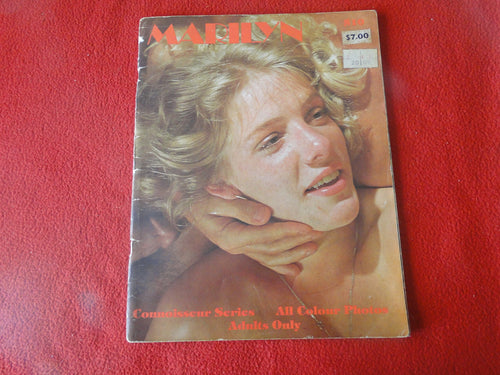 MARILYN
$7.00
Connoisseur Series All Colour Photos
Adults Only